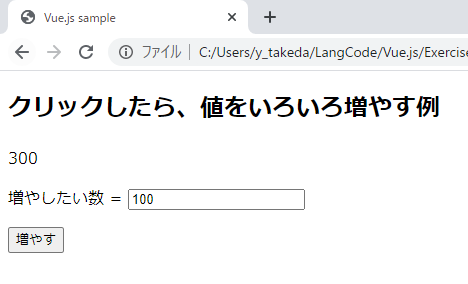 Vue.js sample
ファイル | C:/Users/y_takeda/LangCode/Vue.js/Exercise
クリックしたら、値をいろいろ増やす例
300
増やしたい数 = 100
増やす